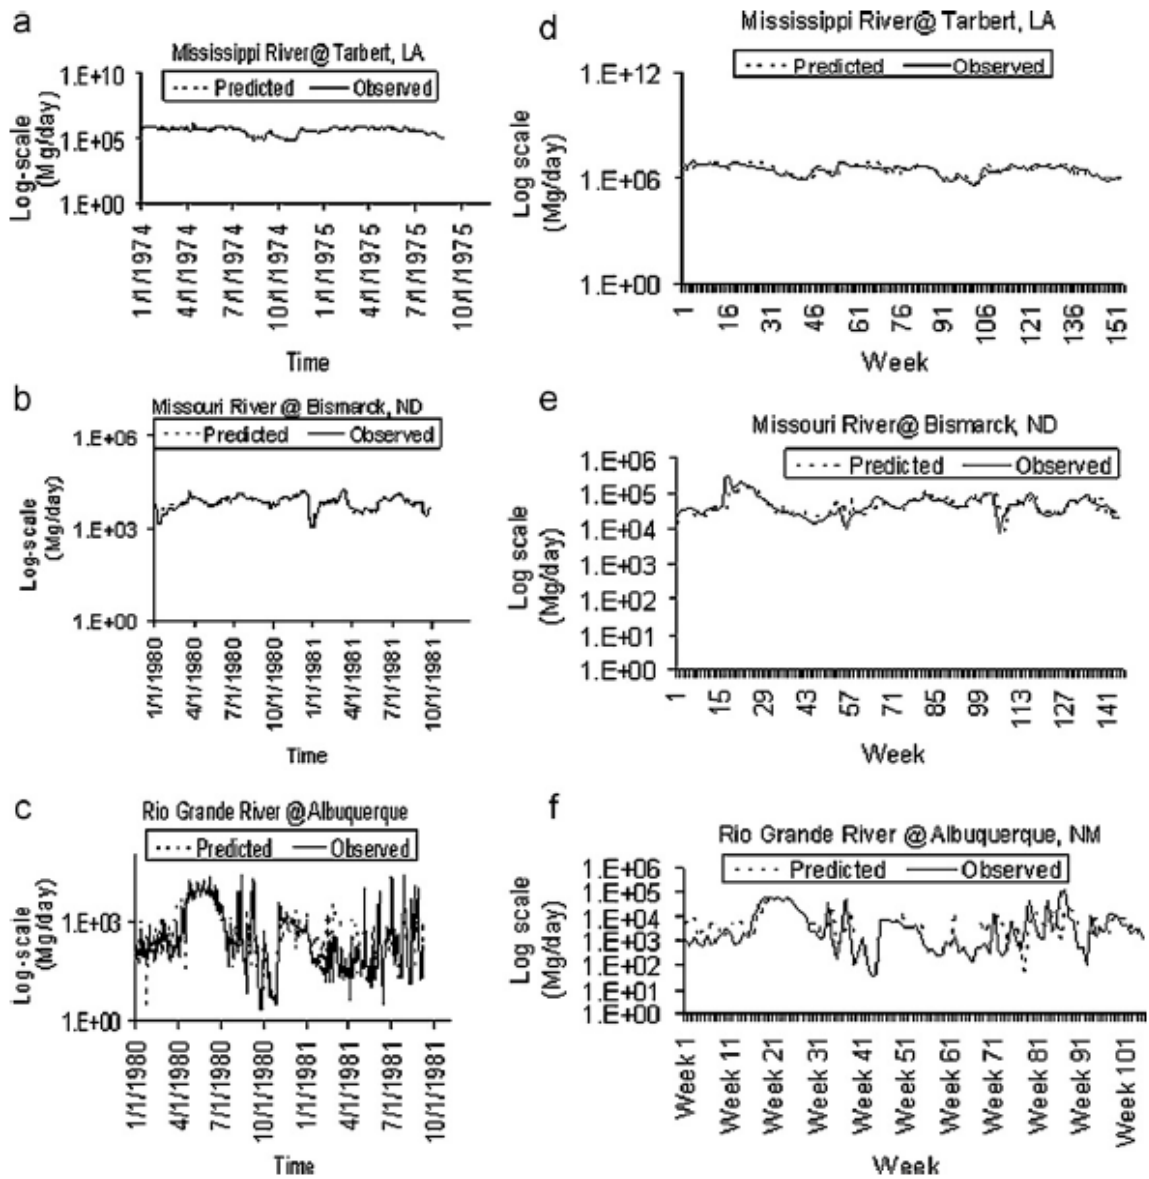 a
Mississippi River@ Tarbert, LA
1.E+10
Predicted
Observed
1.E+05
1.E+00
Log-scale
(Mg/day)
1/1/1974
4/1/1974
7/1/1974
10/1/1974
1/1/1975
4/1/1975
7/1/1975
10/1/1975
Time
d
Mississippi River@ Tarbert, LA
Predicted
Observed
1.E+12
1.E+06
1.E+00
Log scale
(Mg/day)
1
16
31
46
61
76
91
106
121
136
151
Week
b
Missouri River @ Bismarck, ND
Predicted
Observed
1.E+06
1.E+03
1.E+00
Log-scale
(Mg/day)
1/1/1980
4/1/1980
7/1/1980
10/1/1980
1/1/1981
4/1/1981
7/1/1981
10/1/1981
Time
e
Missouri River@ Bismarck, ND
Predicted
Observed
1.E+06
1.E+05
1.E+04
1.E+03
1.E+02
1.E+01
1.E+00
Log scale
(Mg/day)
1
15
29
43
57
71
85
99
113
127
141
Week
c
Rio Grande River @Albuquerque
Predicted
Observed
1.E+03
1.E+00
Log-scale
(Mg/day)
1/1/1980
4/1/1980
7/1/1980
10/1/1980
1/1/1981
4/1/1981
7/1/1981
10/1/1981
Time
f
Rio Grande River @Albuquerque, NM
Predicted
Observed
1.E+06
1.E+05
1.E+04
1.E+03
1.E+02
1.E+01
1.E+00
Log scale
(Mg/day)
Week 1
Week 11
Week 21
Week 31
Week 41
Week 51
Week 61
Week 71
Week 81
Week 91
Week 101
Week